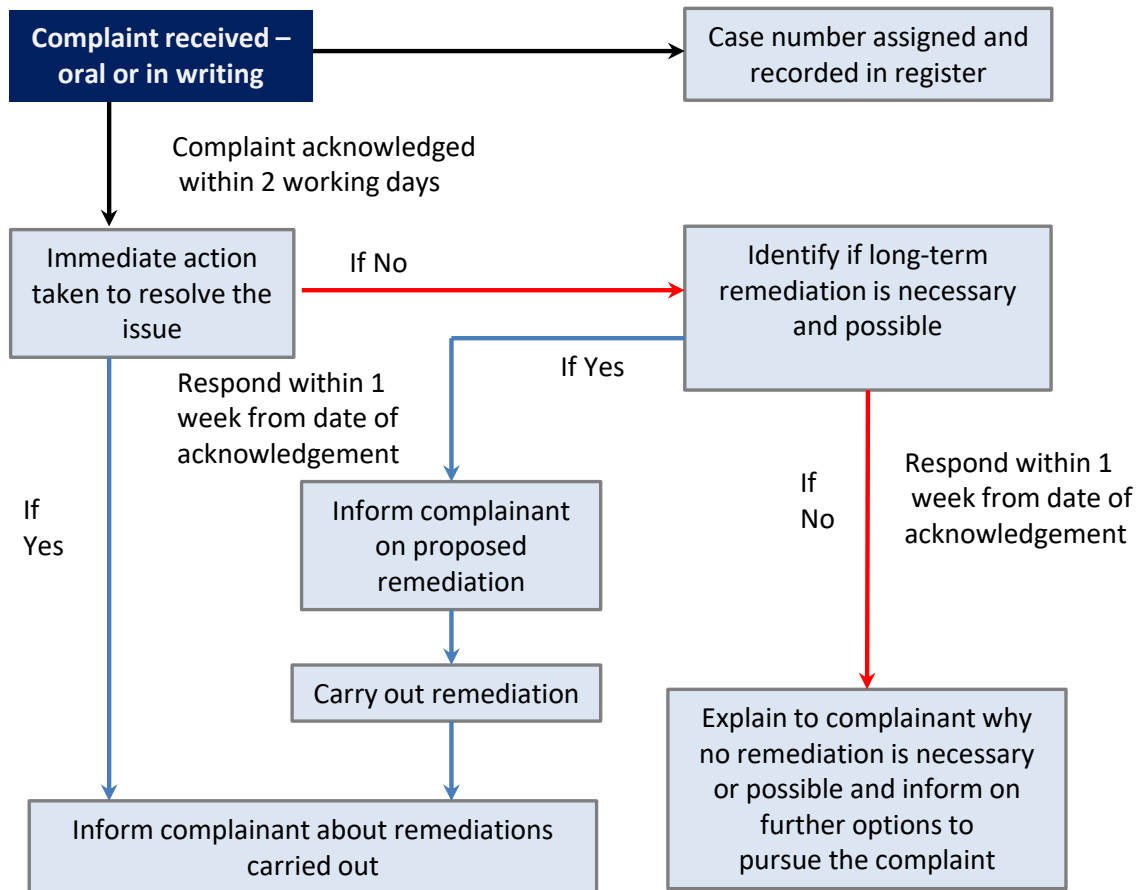 Complaint received –
oral or in writing
Case number assigned and
recorded in register
Complaint acknowledged
within 2 working days
Immediate action
taken to resolve the
issue
If No
Identify if long-term
remediation is necessary
and possible
If Yes
Respond within 1
week from date of
acknowledgement
If
Yes
Inform complainant
on proposed
remediation
If
No
Respond within 1
week from date of
acknowledgement
Carry out remediation
Explain to complainant why
no remediation is necessary
or possible and inform on
further options to
pursue the complaint
Inform complainant about remediations
carried out